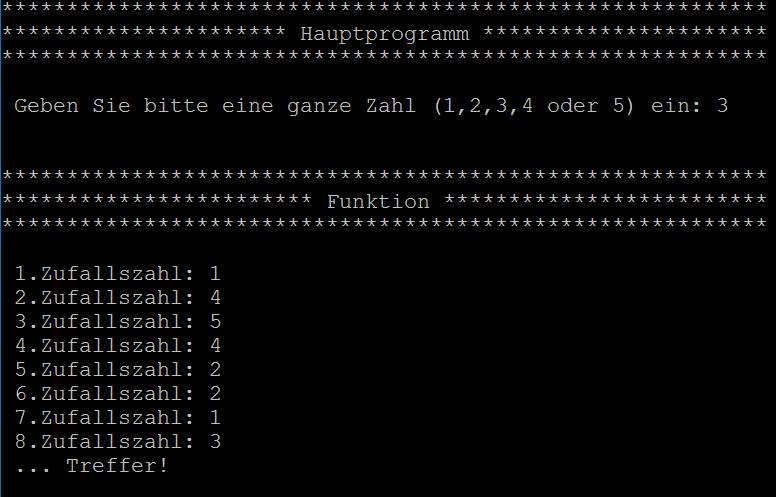 ***********************************************************
********************** Hauptprogramm **********************
***********************************************************
Geben Sie bitte eine ganze Zahl (1,2,3,4 oder 5) ein: 3
***********************************************************
************************ Funktion *************************
***********************************************************
1.Zufallszahl: 1
2.Zufallszahl: 4
3.Zufallszahl: 5
4.Zufallszahl: 4
5.Zufallszahl: 2
6.Zufallszahl: 2
7.Zufallszahl: 1
8.Zufallszahl: 3
... Treffer!